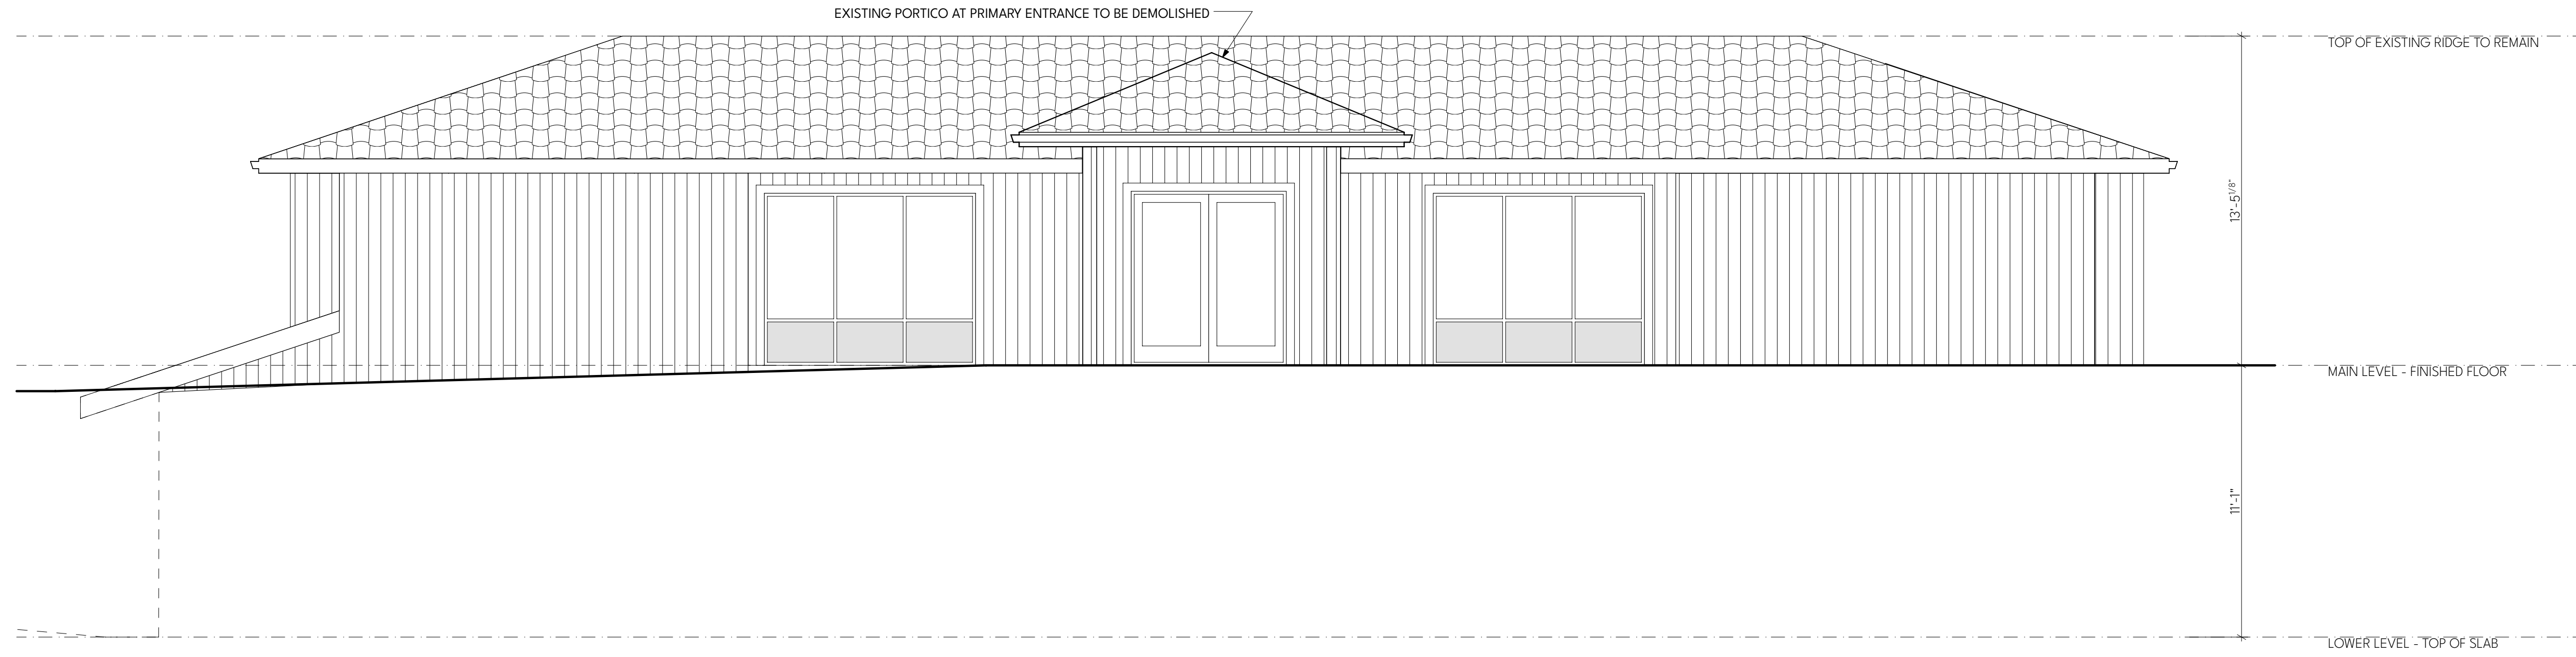 EXISTING PORTICO AT PRIMARY ENTRANCE TO BE DEMOLISHED
TOP OF EXISTING RIDGE TO REMAIN
13'-5 1/8"
MAIN LEVEL - FINISHED FLOOR
11'-1"
LOWER LEVEL - TOP OF SLAB